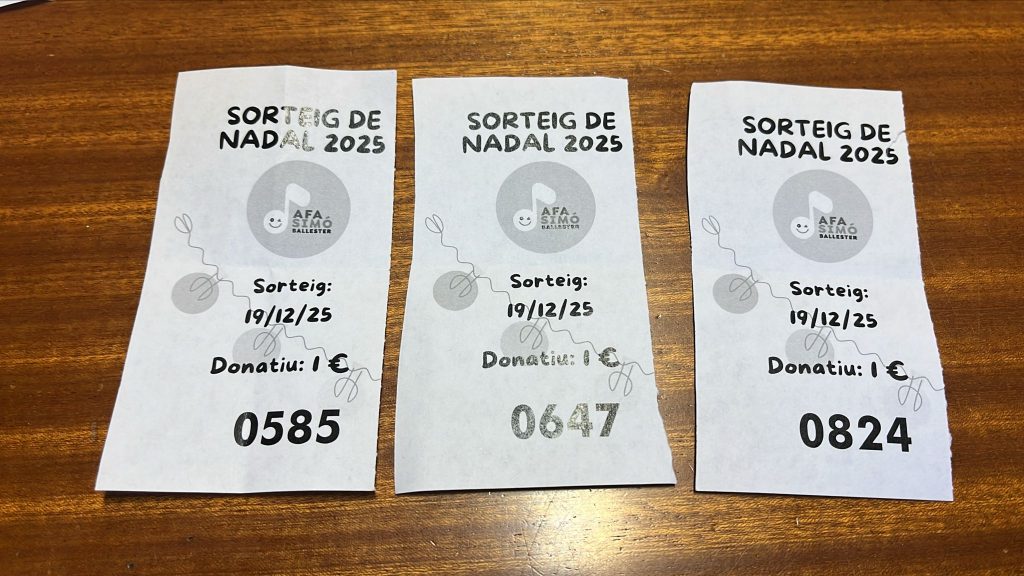 SORTEIG DE
NADAL 2025
AFA
SIMÓ
BALLESTER
Sorteig:
19/12/25
Donatiu: 1 €
0585
SORTEIG DE
NADAL 2025
AFA
SIMÓ
BALLESTER
Sorteig:
19/12/25
Donatiu: 1 €
0647
SORTEIG DE
NADAL 2025
AFA
SIMÓ
BALLESTER
Sorteig:
19/12/25
Donatiu: 1 €
0824